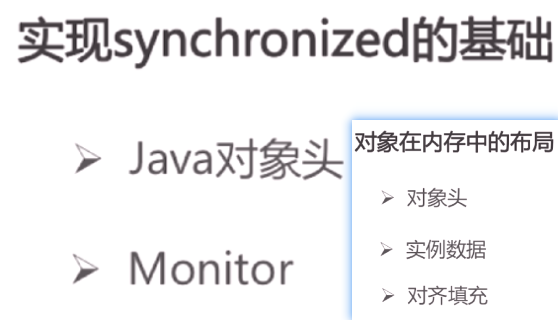 实现synchronized的基础
Java对象头
Monitor
对象在内存中的布局
对象头
实例数据
对齐填充